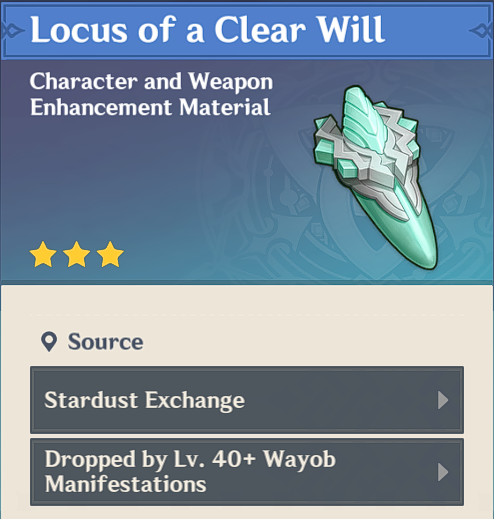 Locus of a Clear Will
Character and Weapon
Enhancement Material
Source
Stardust Exchange
Dropped by Lv. 40+ Wayob
Manifestations